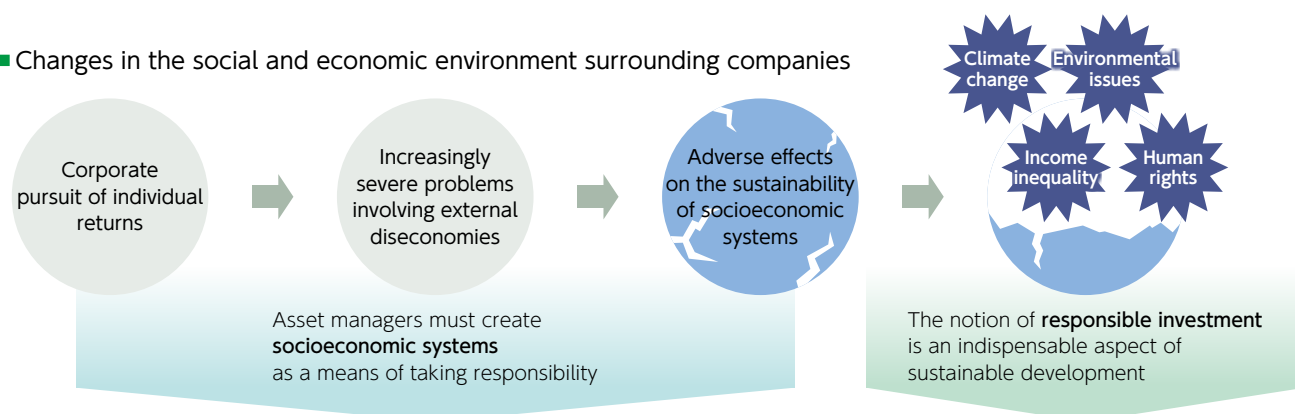 Changes in the social and economic environment surrounding companies
Corporate
pursuit of individual
returns
Increasingly
severe problems
involving external
diseconomies
Adverse effects
on the sustainability
of socioeconomic
systems
Climate
change
Environmental
issues
Income
inequality
Human
rights
Asset managers must create
socioeconomic systems
as a means of taking responsibility
The notion of responsible investment
is an indispensable aspect of
sustainable development